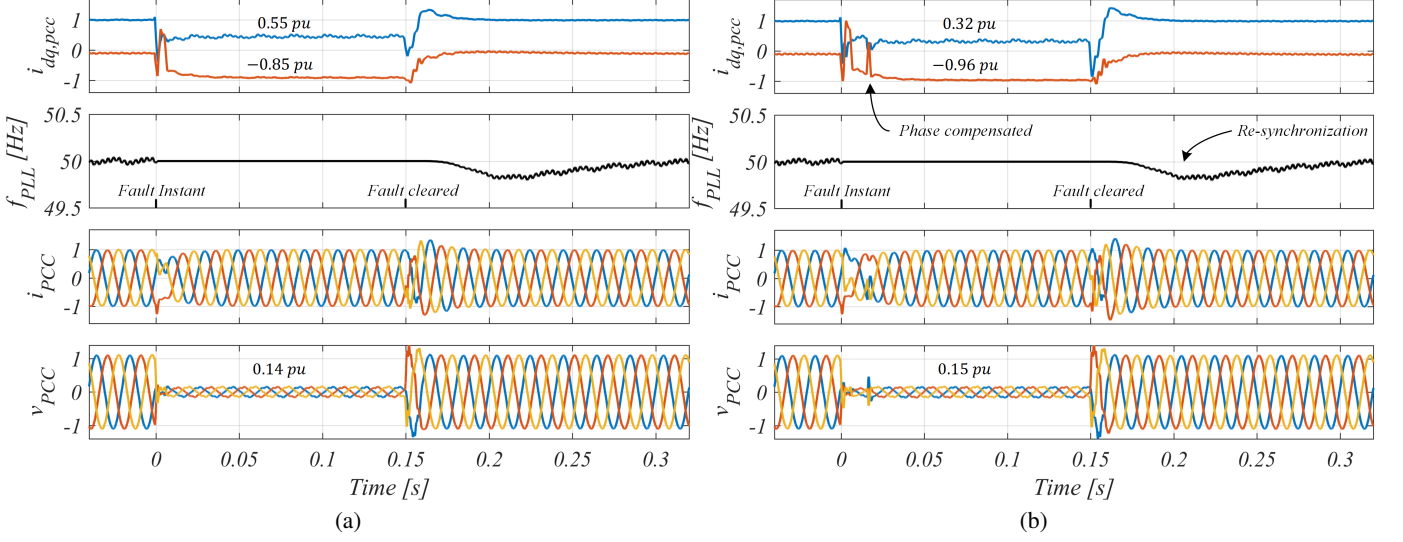 i_dq,pcc
1
0
-1
0.55 pu
−0.85 pu
f_PLL [Hz]
50.5
50
49.5
Fault Instant
Fault cleared
i_PCC
1
0
-1
v_PCC
1
0
-1
0.14 pu
0
0.05
0.1
0.15
0.2
0.25
0.3
Time [s]
(a)
i_dq,pcc
1
0
-1
0.32 pu
−0.96 pu
Phase compensated
Re-synchronization
f_PLL [Hz]
50.5
50
49.5
Fault Instant
Fault cleared
i_PCC
1
0
-1
v_PCC
1
0
-1
0.15 pu
0
0.05
0.1
0.15
0.2
0.25
0.3
Time [s]
(b)